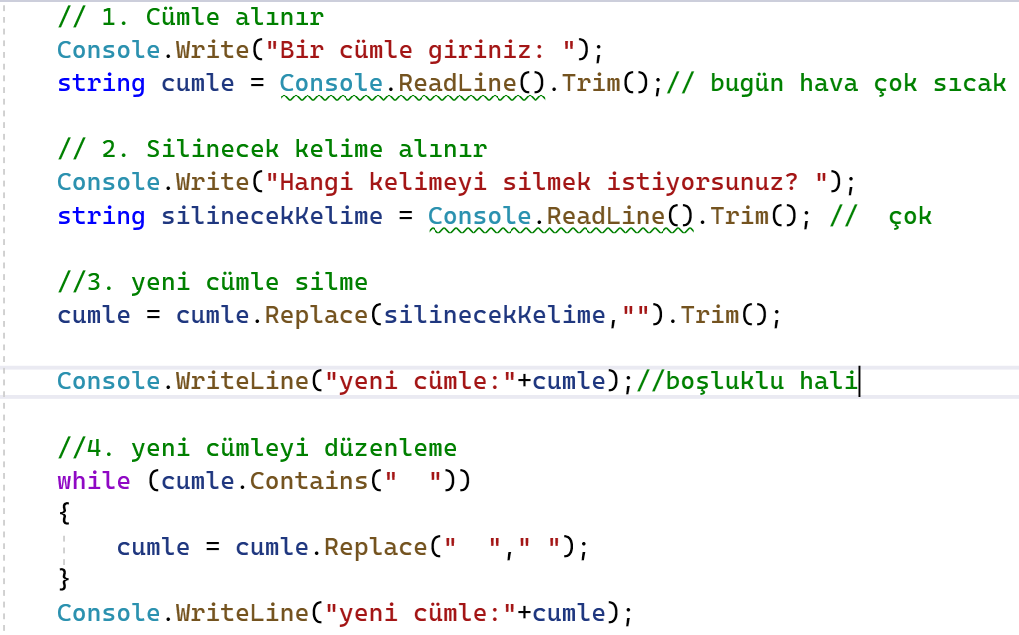 // 1. Cümle alınır
Console.Write("Bir cümle giriniz: ");
string cumle = Console.ReadLine().Trim();// bugün hava çok sıcak
// 2. Silinecek kelime alınır
Console.Write("Hangi kelimeyi silmek istiyorsunuz? ");
string silinecekKelime = Console.ReadLine().Trim(); //  çok
//3. yeni cümle silme
cumle = cumle.Replace(silinecekKelime,"").Trim();
Console.WriteLine("yeni cümle:"+cumle);//boşluklu hali
//4. yeni cümleyi düzenleme
while (cumle.Contains("  "))
{
    cumle = cumle.Replace("  "," ");
}
Console.WriteLine("yeni cümle:"+cumle);